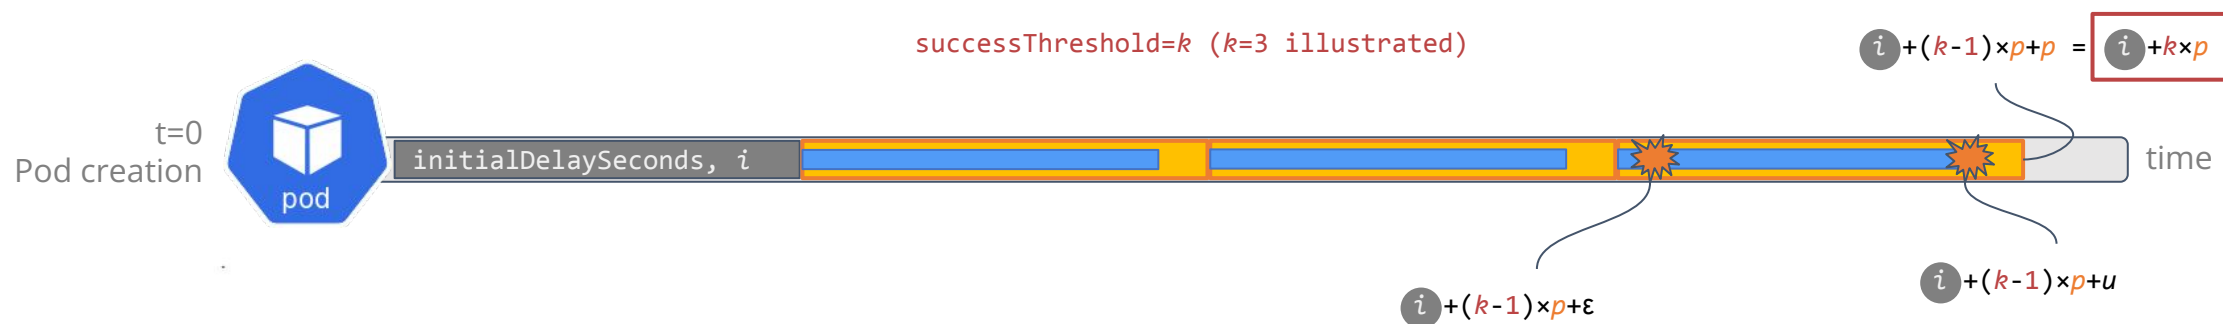 successThreshold=k (k=3 illustrated)
i+(k-1)×p+p = i+k×p
t=0
Pod creation
pod
initialDelaySeconds, i
time
i+(k-1)×p+ε
i+(k-1)×p+u